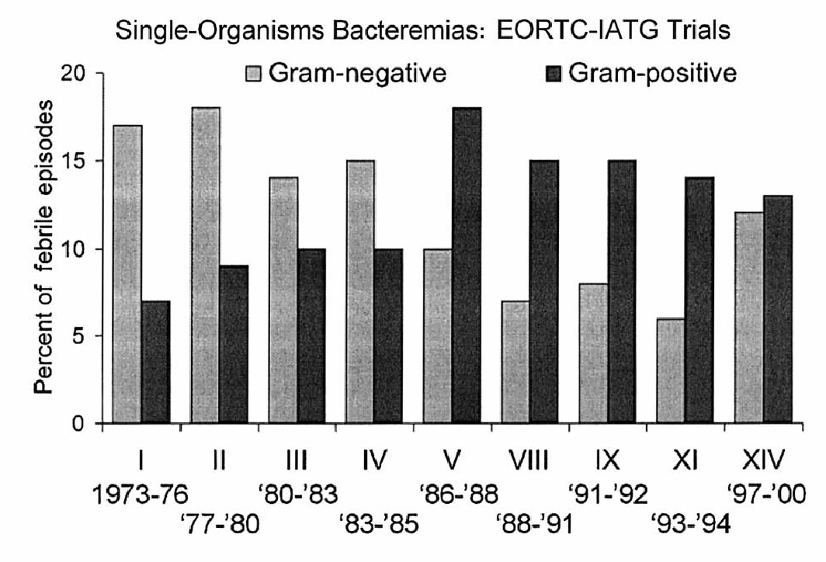 Single-Organisms Bacteremias: EORTC-IATG Trials
Gram-negative Gram-positive
Percent of febrile episodes
20
15
10
5
0
I II III IV V VIII IX XI XIV
1973-76 ‘80-’83 ‘86-’88 ‘91-’92 ‘97-’00
‘77-’80 ‘83-’85 ‘88-’91 ‘93-’94